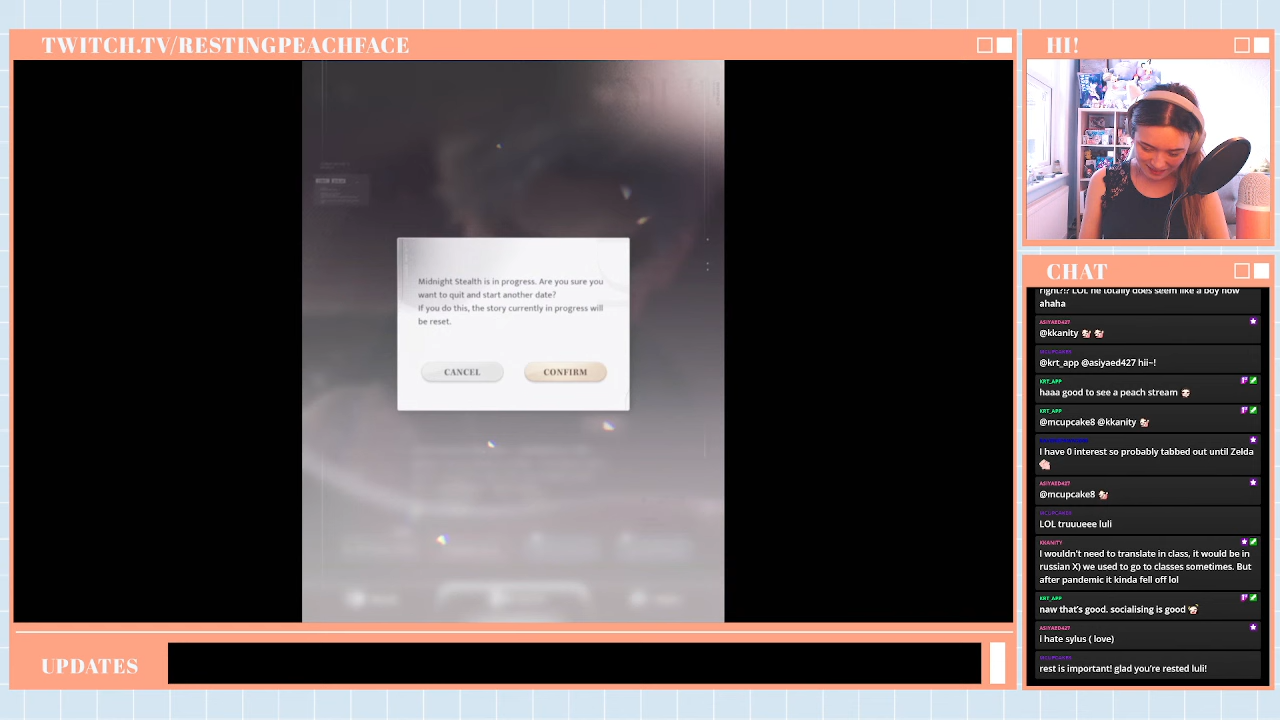 TWITCH.TV/RESTINGPEACHFACE
HI!
Midnight Stealth is in progress. Are you sure you
want to quit and start another date?
If you do this, the story currently in progress will
be reset.
CANCEL
CONFIRM
CHAT
right?!? LOL he totally does seem like a boy now
ahaha
ASIYAED427
@kkanity
MCUPCAKE8
@krt_app @asiyaed427 hii~!
KRT_APP
haaa good to see a peach stream
KRT_APP
@mcupcake8 @kkanity
I have 0 interest so probably tabbed out until Zelda
ASIYAED427
@mcupcake8
MCUPCAKE8
LOL truuueee luli
KKANITY
I wouldn't need to translate in class, it would be in
russian X) we used to go to classes sometimes. But
after pandemic it kinda fell off lol
KRT_APP
naw that's good. socialising is good
ASIYAED427
I hate sylus ( love)
MCUPCAKE8
rest is important! glad you're rested luli!
UPDATES